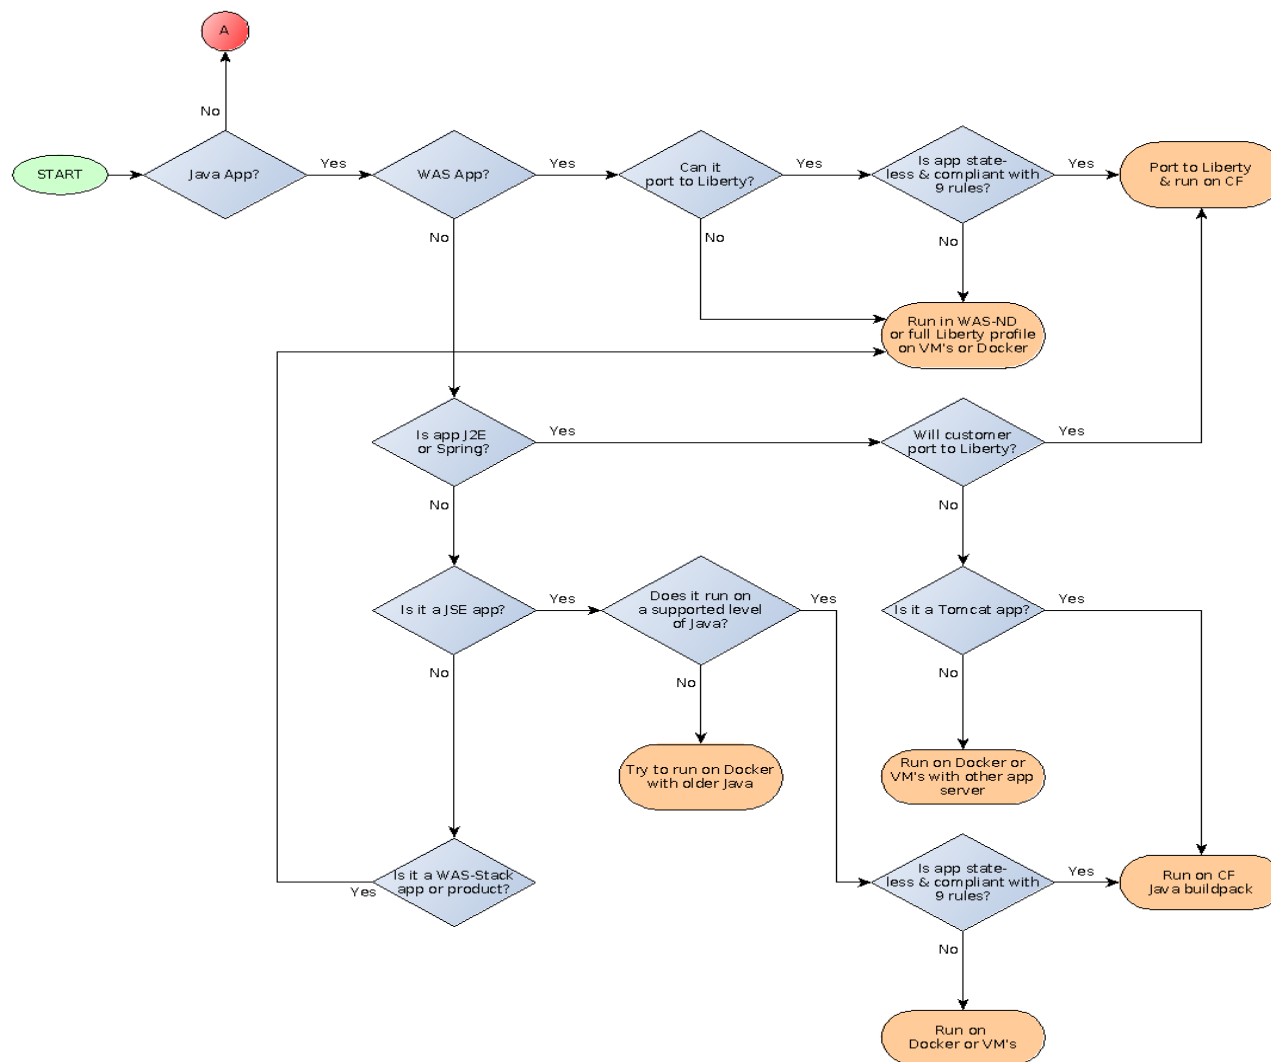 A
No
START
Java App?
Yes
WAS App?
Yes
Can it
port to Liberty?
Yes
Is app state-
less & compliant with
9 rules?
Yes
Port to Liberty
& run on CF
No
No
No
Run in WAS-ND
or full Liberty profile
on VM's or Docker
Is app J2E
or Spring?
Yes
Will customer
port to Liberty?
Yes
No
No
Is it a JSE app?
Yes
Does it run on
a supported level
of Java?
Yes
Is it a Tomcat app?
Yes
No
No
No
Try to run on Docker
with older Java
Run on Docker or
VM's with other app
server
Is it a WAS-Stack
app or product?
Yes
Is app state-
less & compliant with
9 rules?
Yes
Run on CF
Java buildpack
No
Run on
Docker or VM's